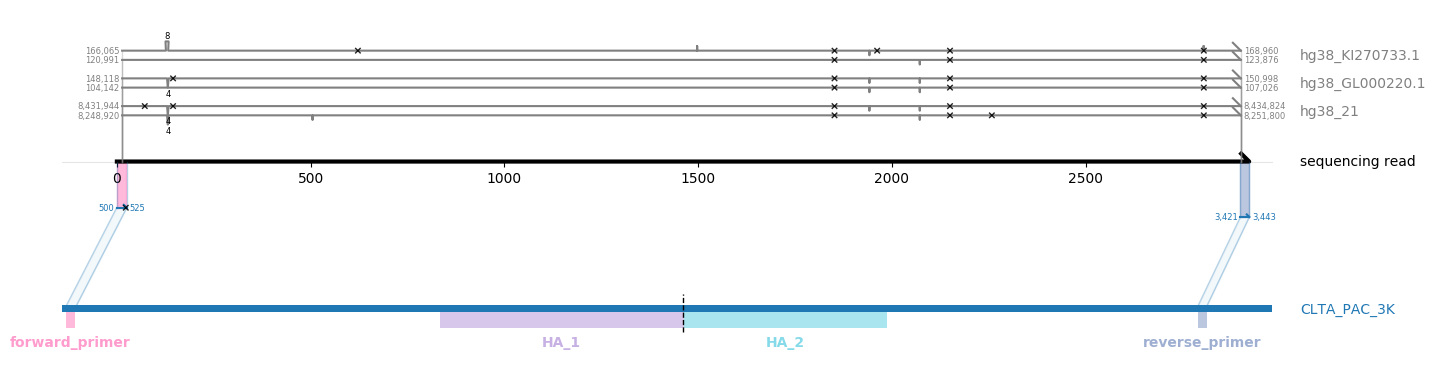 8
166,065 168,960 hg38_KI270733.1
120,991 123,876
148,118 150,998 hg38_GL000220.1
104,142 107,026
4
8,431,944 8,434,824 hg38_21
8,248,920 8,251,800
4
4
sequencing read
0 500 1000 1500 2000 2500
500 525
3,421 3,443
CLTA_PAC_3K
forward_primer HA_1 HA_2 reverse_primer